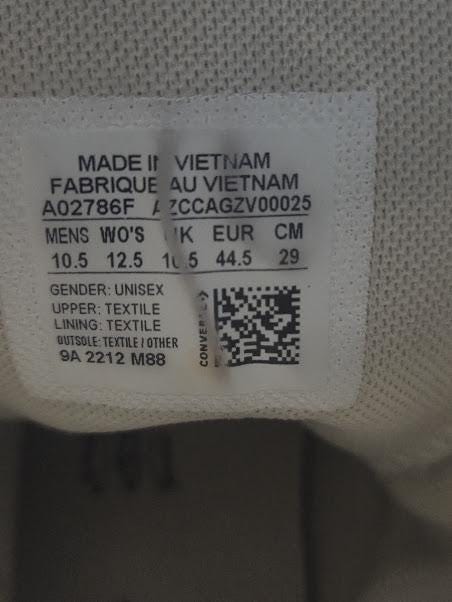 MADE IN VIETNAM
FABRIQUE AU VIETNAM
A02786F AZCCAGZV00025
MENS WO'S UK EUR CM
10.5 12.5 10.5 44.5 29
GENDER: UNISEX
UPPER: TEXTILE
LINING: TEXTILE
OUTSOLE: TEXTILE / OTHER
9A 2212 M88
CONVERSE